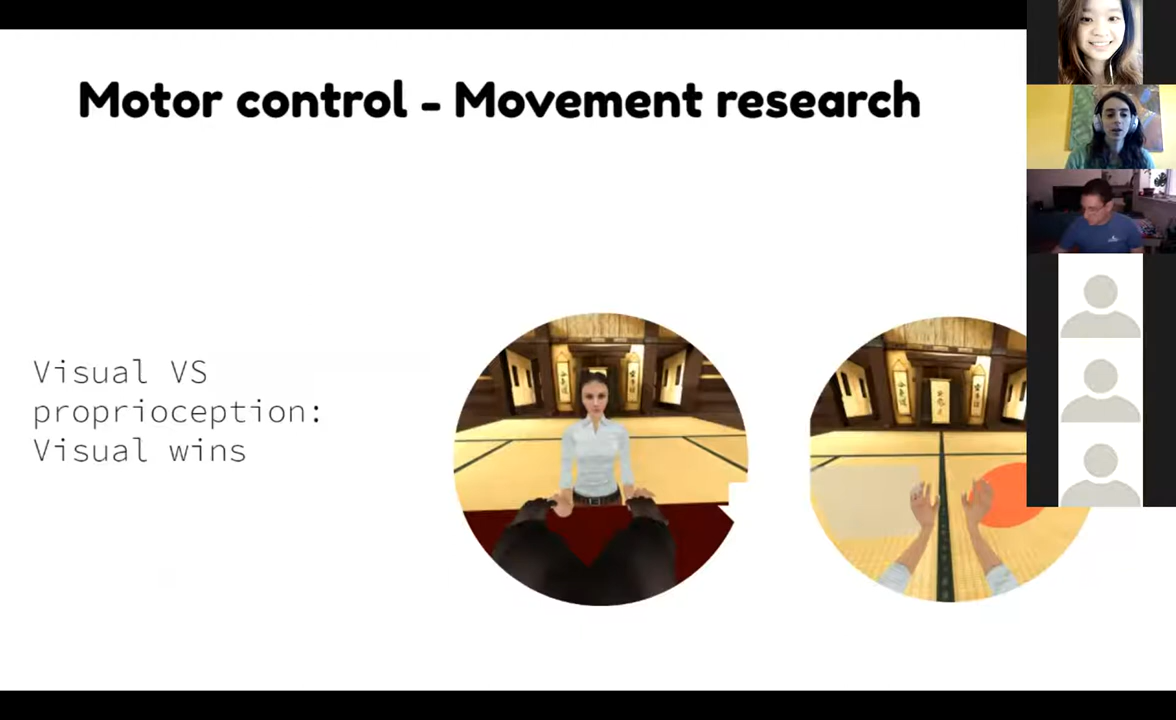 Motor control - Movement research
Visual VS
proprioception:
Visual wins